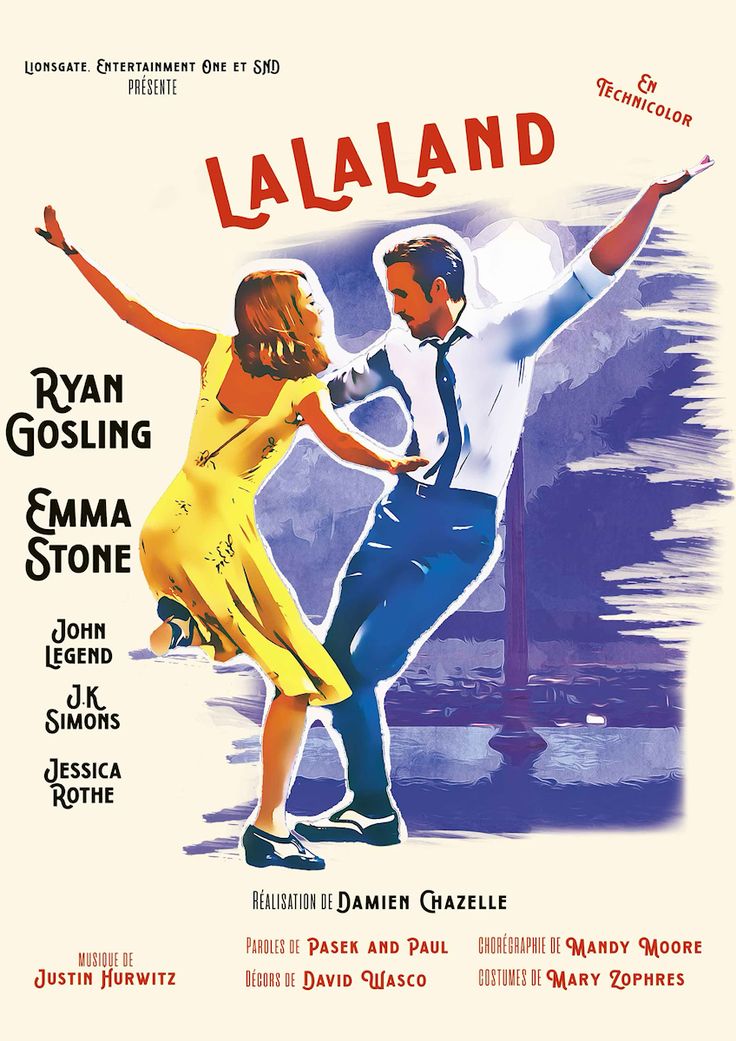 Lionsgate, Entertainment One et SND
présente
En
Technicolor
LaLaLand
Ryan
Gosling
Emma
Stone
John
Legend
J.K
Simons
Jessica
Rothe
Réalisation de Damien Chazelle
musique de
Justin Hurwitz
Paroles de Pasek and Paul
Décors de David Wasco
chorégraphie de Mandy Moore
costumes de Mary Zophres